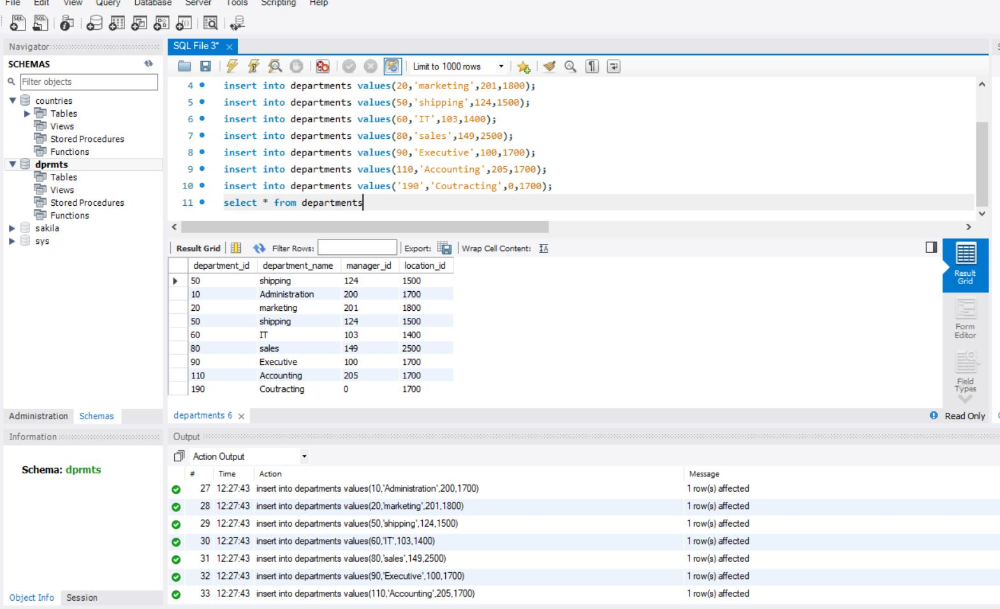 File Edit View Query Database Server Tools Scripting Help
Navigator
SCHEMAS
Filter objects
countries
Tables
Views
Stored Procedures
Functions
dprmts
Tables
Views
Stored Procedures
Functions
sakila
sys
Administration Schemas
Information
Schema: dprmts
Object Info Session
SQL File 3*
Limit to 1000 rows
4 insert into departments values(20,'marketing',201,1800);
5 insert into departments values(50,'shipping',124,1500);
6 insert into departments values(60,'IT',103,1400);
7 insert into departments values(80,'sales',149,2500);
8 insert into departments values(90,'Executive',100,1700);
9 insert into departments values(110,'Accounting',205,1700);
10 insert into departments values('190','Coutracting',0,1700);
11 select * from departments
Result Grid Filter Rows: Export: Wrap Cell Content:
department_id department_name manager_id location_id
50 shipping 124 1500
10 Administration 200 1700
20 marketing 201 1800
50 shipping 124 1500
60 IT 103 1400
80 sales 149 2500
90 Executive 100 1700
110 Accounting 205 1700
190 Coutracting 0 1700
Result
Grid
Form
Editor
Field
Types
departments 6
Read Only
Output
Action Output
# Time Action Message
27 12:27:43 insert into departments values(10,'Administration',200,1700) 1 row(s) affected
28 12:27:43 insert into departments values(20,'marketing',201,1800) 1 row(s) affected
29 12:27:43 insert into departments values(50,'shipping',124,1500) 1 row(s) affected
30 12:27:43 insert into departments values(60,'IT',103,1400) 1 row(s) affected
31 12:27:43 insert into departments values(80,'sales',149,2500) 1 row(s) affected
32 12:27:43 insert into departments values(90,'Executive',100,1700) 1 row(s) affected
33 12:27:43 insert into departments values(110,'Accounting',205,1700) 1 row(s) affected